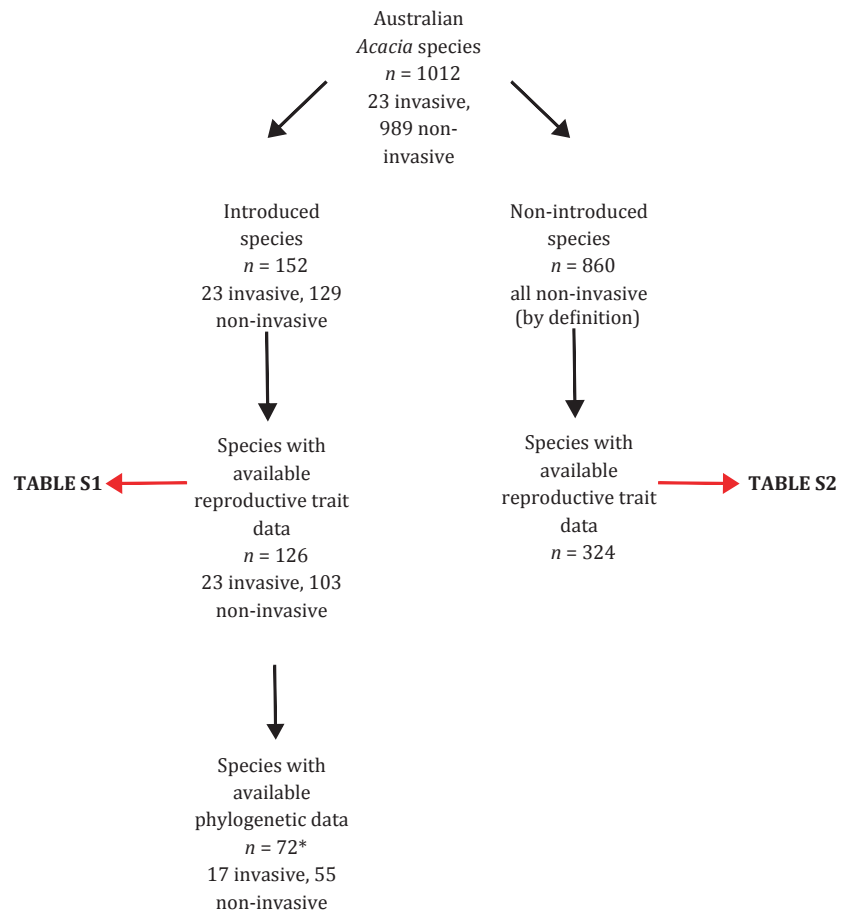 Australian
Acacia species
n = 1012
23 invasive,
989 non-
invasive
Introduced
species
n = 152
23 invasive, 129
non-invasive
Non-introduced
species
n = 860
all non-invasive
(by definition)
TABLE S1
Species with
available
reproductive trait
data
n = 126
23 invasive, 103
non-invasive
Species with
available
reproductive trait
data
n = 324
TABLE S2
Species with
available
phylogenetic data
n = 72*
17 invasive, 55
non-invasive